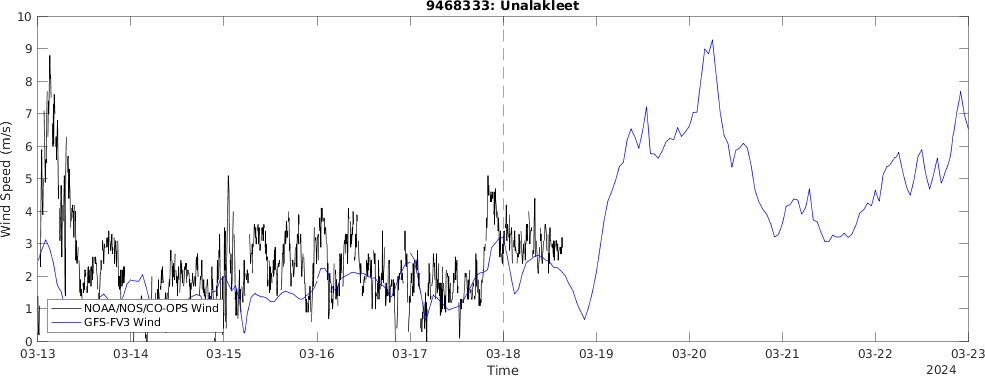 9468333: Unalakleet
10
9
8
7
6
5
4
3
2
1
0
Wind Speed (m/s)
NOAA/NOS/CO-OPS Wind
GFS-FV3 Wind
03-13 03-14 03-15 03-16 03-17 03-18 03-19 03-20 03-21 03-22 03-23
Time
2024